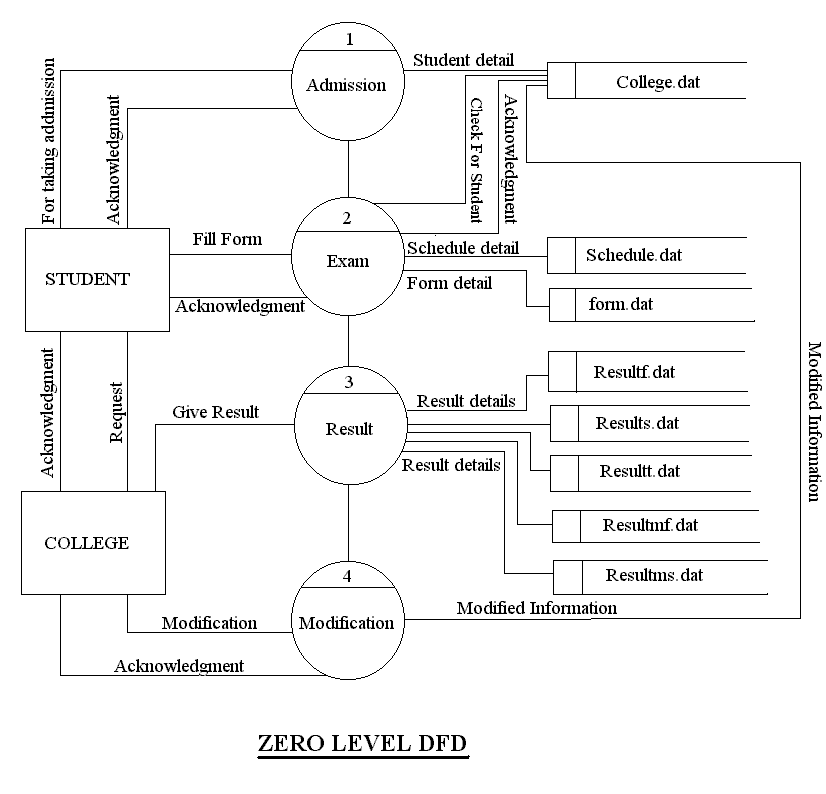 1
Admission
Student detail
College.dat
For taking addmission
Acknowledgment
Check For Student
Acknowledgment
2
Exam
Fill Form
Acknowledgment
Schedule detail
Schedule.dat
Form detail
form.dat
STUDENT
Acknowledgment
Request
3
Result
Give Result
Result details
Resultf.dat
Results.dat
Resultt.dat
Result details
Resultmf.dat
Resultms.dat
Modified Information
COLLEGE
4
Modification
Modification
Acknowledgment
Modified Information
ZERO LEVEL DFD